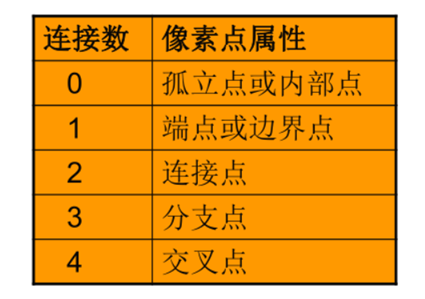 连接数 像素点属性
0 孤立点或内部点
1 端点或边界点
2 连接点
3 分支点
4 交叉点